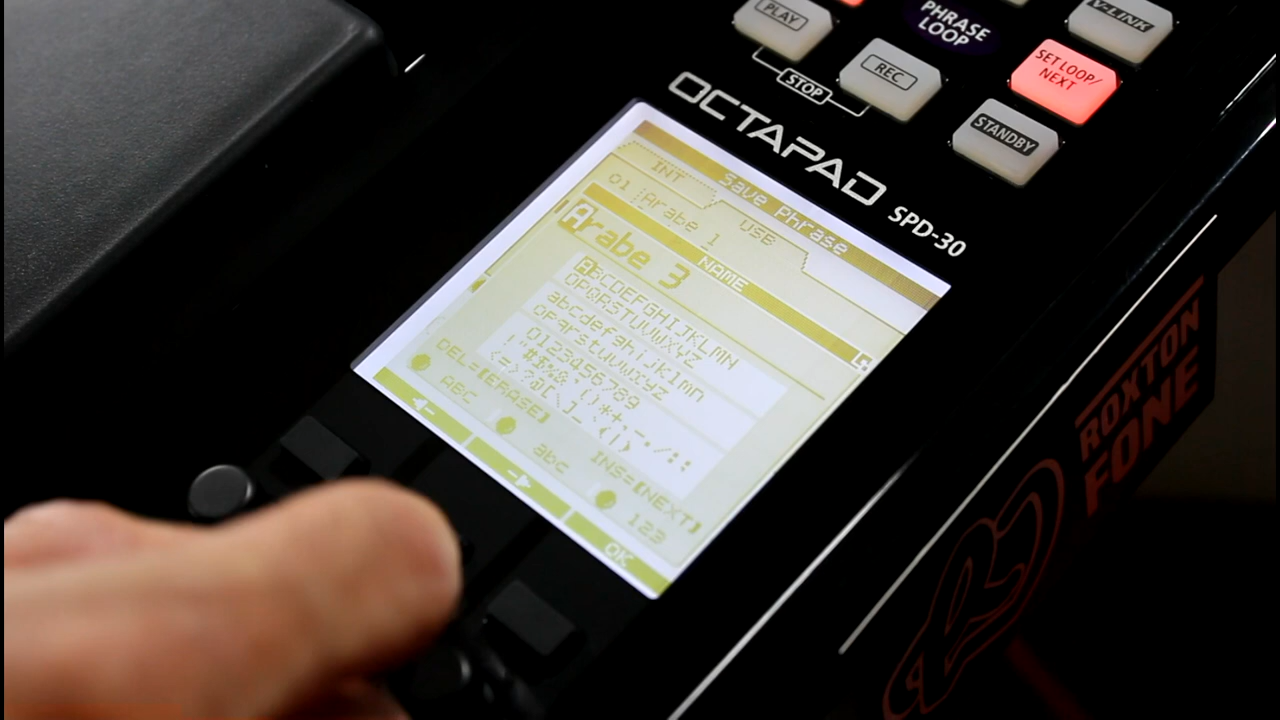 PLAY
PHRASE
LOOP
V-LINK
REC
SET LOOP/
NEXT
STOP
STANDBY
OCTAPAD SPD-30
Save Phrase
INT
USB
01 Arabe 1
NAME
Arabe 3
ABCDEFGHIJKLMN
OPQRSTUVWXYZ
abcdefghijklmn
opqrstuvwxyz
0123456789
DEL=[ERASE]
INS=[NEXT]
ABC
abc
123
OK
ROXTON
FONE